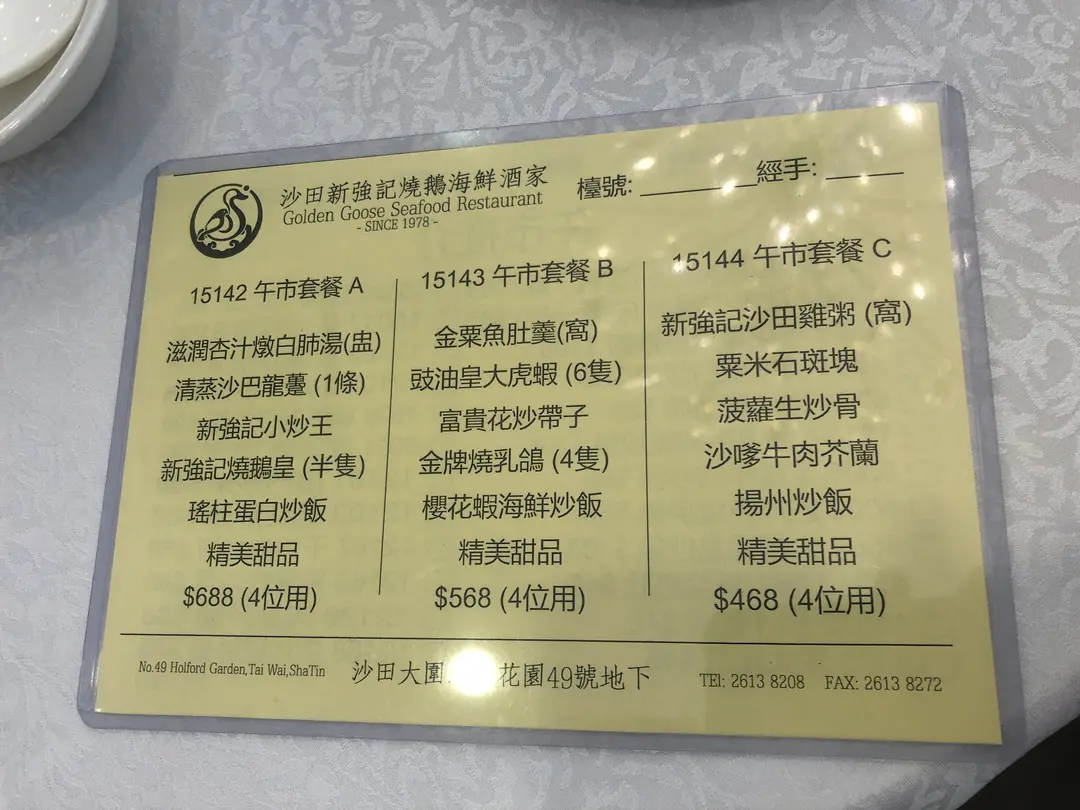 沙田新強記燒鵝海鮮酒家
Golden Goose Seafood Restaurant
- SINCE 1978 -
檯號: ________ 經手: _____
15142 午市套餐 A
滋潤杏汁燉白肺湯(盅)
清蒸沙巴龍躉 (1條)
新強記小炒王
新強記燒鵝皇 (半隻)
瑤柱蛋白炒飯
精美甜品
$688 (4位用)
15143 午市套餐 B
金粟魚肚羹(窩)
豉油皇大虎蝦 (6隻)
富貴花炒帶子
金牌燒乳鴿 (4隻)
櫻花蝦海鮮炒飯
精美甜品
$568 (4位用)
15144 午市套餐 C
新強記沙田雞粥 (窩)
粟米石斑塊
菠蘿生炒骨
沙嗲牛肉芥蘭
揚州炒飯
精美甜品
$468 (4位用)
No.49 Holford Garden,Tai Wai,ShaTin
沙田大圍 花園49號地下
TEl: 2613 8208 FAX: 2613 8272